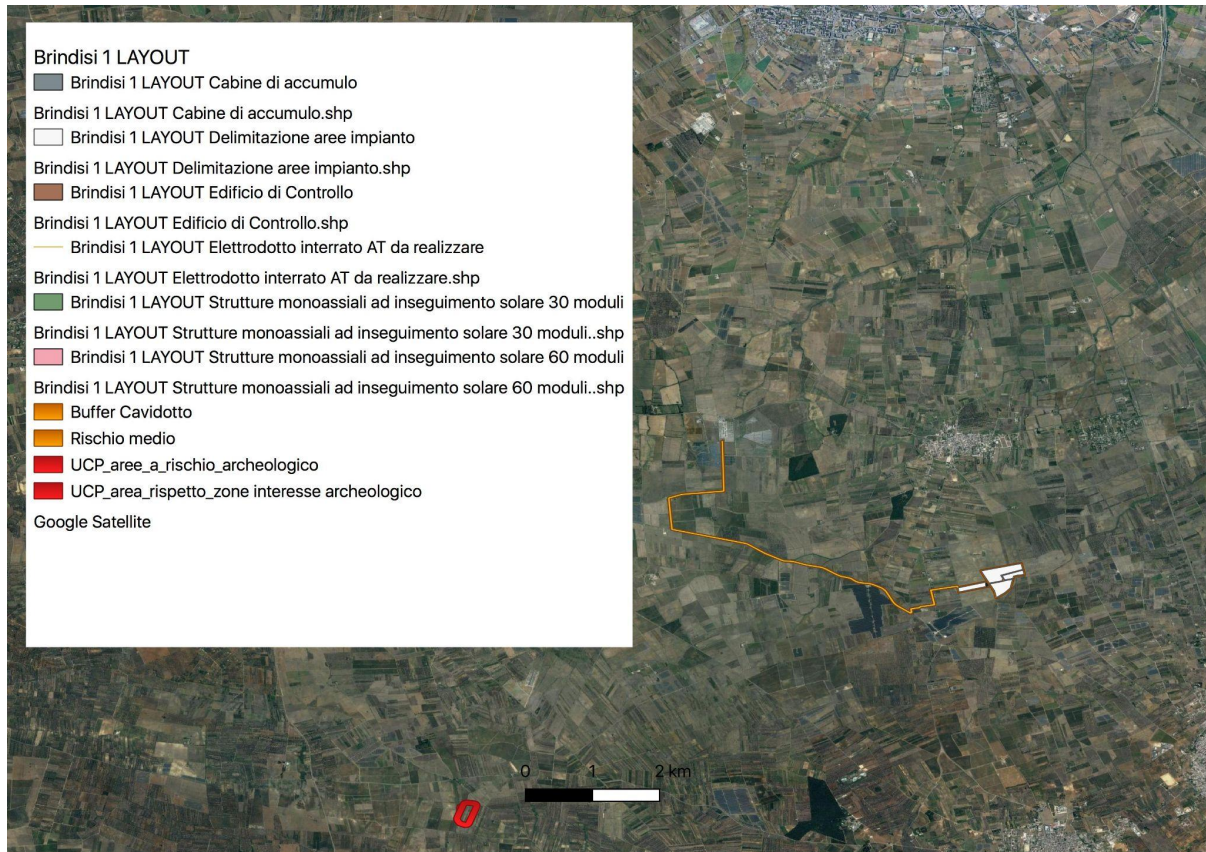 Brindisi 1 LAYOUT
Brindisi 1 LAYOUT Cabine di accumulo
Brindisi 1 LAYOUT Cabine di accumulo.shp
Brindisi 1 LAYOUT Delimitazione aree impianto
Brindisi 1 LAYOUT Delimitazione aree impianto.shp
Brindisi 1 LAYOUT Edificio di Controllo
Brindisi 1 LAYOUT Edificio di Controllo.shp
Brindisi 1 LAYOUT Elettrodotto interrato AT da realizzare
Brindisi 1 LAYOUT Elettrodotto interrato AT da realizzare.shp
Brindisi 1 LAYOUT Strutture monoassiali ad inseguimento solare 30 moduli
Brindisi 1 LAYOUT Strutture monoassiali ad inseguimento solare 30 moduli..shp
Brindisi 1 LAYOUT Strutture monoassiali ad inseguimento solare 60 moduli
Brindisi 1 LAYOUT Strutture monoassiali ad inseguimento solare 60 moduli..shp
Buffer Cavidotto
Rischio medio
UCP_aree_a_rischio_archeologico
UCP_area_rispetto_zone interesse archeologico
Google Satellite
0 1 2 km